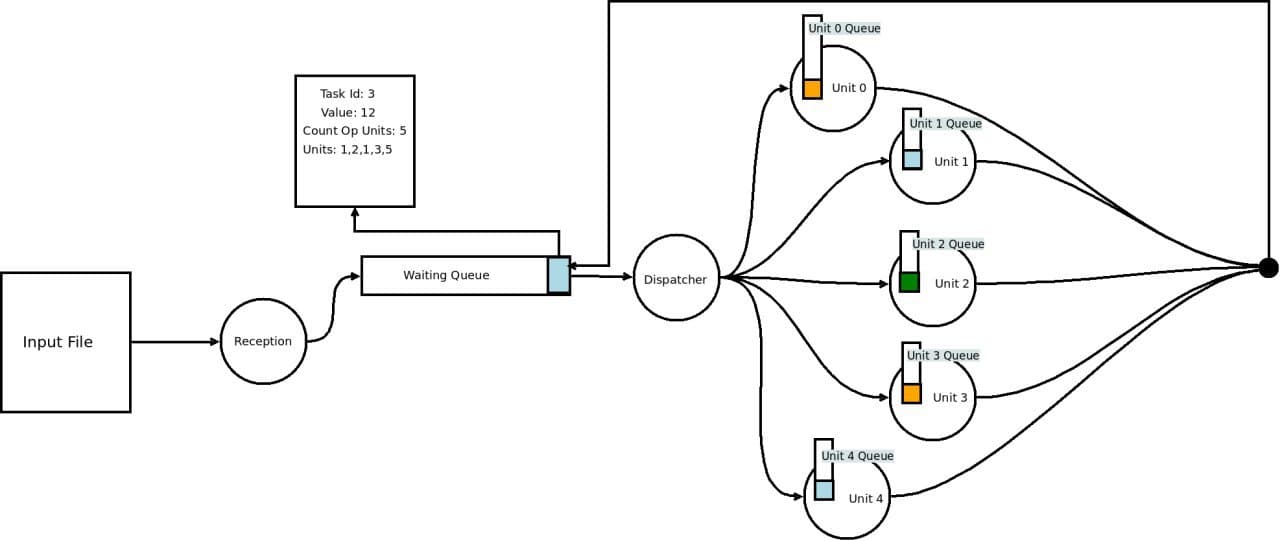 Unit 0 Queue
Unit 0
Task Id: 3
Value: 12
Count Op Units: 5
Units: 1,2,1,3,5
Unit 1 Queue
Unit 1
Waiting Queue
Dispatcher
Unit 2 Queue
Unit 2
Input File
Reception
Unit 3 Queue
Unit 3
Unit 4 Queue
Unit 4